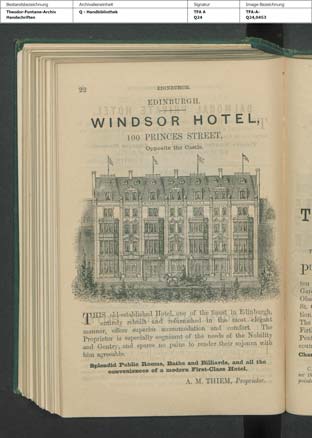 Bestandsbezeichnung Archivalieneinheit Signatur Image-Bezeichnung
Theodor-Fontane-Archiv Q - Handbibliothek TFA A TFA-A-
Handschriften Q24 Q24,0453
22 EDINBURGH.
EDINBURGH.
WINDSOR HOTEL,
100 PRINCES STREET,
Opposite the Castle.
THIS old-established Hotel, one of the finest in Edinburgh,
entirely rebuilt and refurnished in the most elegant
manner, offers superior accommodation and comfort. The
Proprietor is especially cognisant of the needs of the Nobility
and Gentry, and spares no pains to render their sojourn with
him agreeable.
Splendid Public Rooms, Baths and Billiards, and all the
conveniences of a modern First-Class Hotel.
A. M. THIEM, Proprietor.